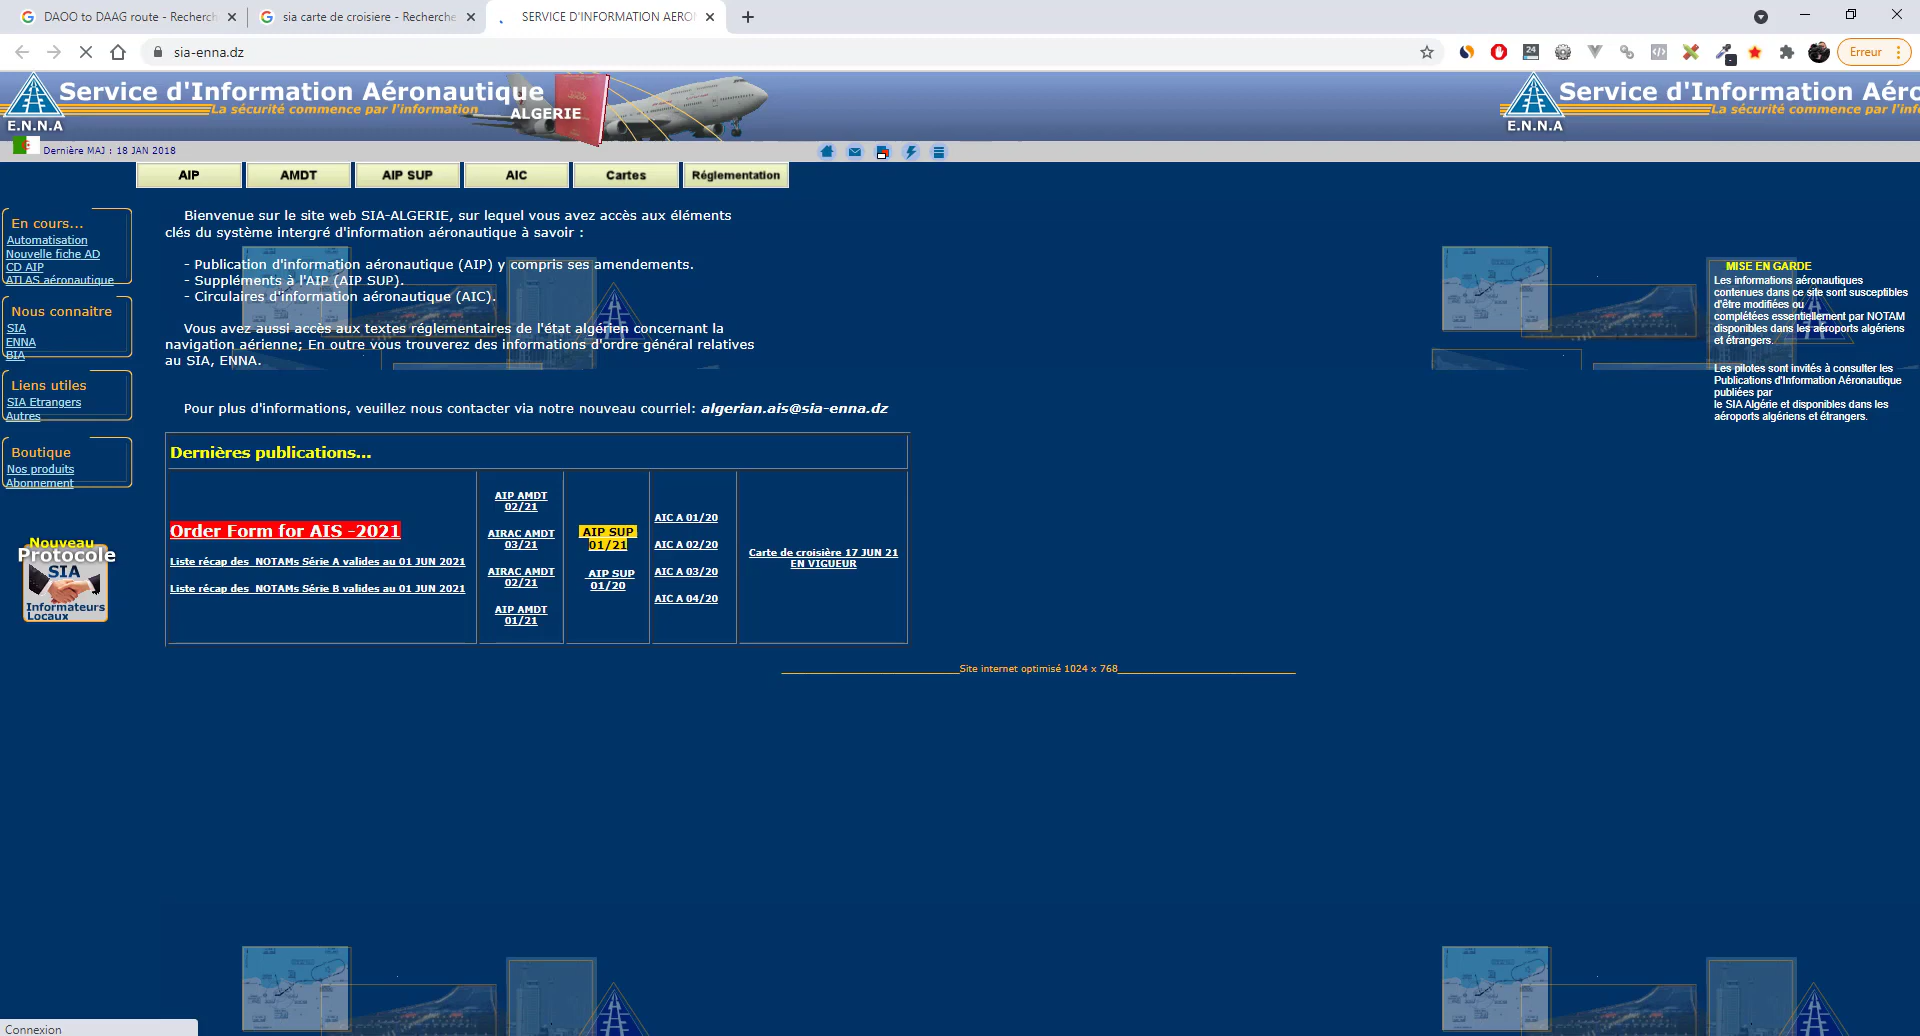 DAOO to DAAG route - Recherch
sia carte de croisiere - Recherche
SERVICE D'INFORMATION AERON
sia-enna.dz
24
Erreur
Service d'Information Aéronautique
La sécurité commence par l'information
ALGERIE
E.N.N.A
Service d'Information Aéro
La sécurité commence par l'info
E.N.N.A
Dernière MAJ : 18 JAN 2018
AIP
AMDT
AIP SUP
AIC
Cartes
Réglementation
En cours...
Automatisation
Nouvelle fiche AD
CD AIP
ATLAS aéronautique
Nous connaitre
SIA
ENNA
BIA
Liens utiles
SIA Etrangers
Autres
Boutique
Nos produits
Abonnement
Nouveau
Protocole
SIA
Informateurs
Locaux
Bienvenue sur le site web SIA-ALGERIE, sur lequel vous avez accès aux éléments
clés du système intergré d'information aéronautique à savoir :
- Publication d'information aéronautique (AIP) y compris ses amendements.
- Suppléments à l'AIP (AIP SUP).
- Circulaires d'information aéronautique (AIC).
Vous avez aussi accès aux textes réglementaires de l'état algérien concernant la
navigation aérienne; En outre vous trouverez des informations d'ordre général relatives
au SIA, ENNA.
Pour plus d'informations, veuillez nous contacter via notre nouveau courriel: algerian.ais@sia-enna.dz
Dernières publications...
Order Form for AIS -2021
Liste récap des NOTAMs Série A valides au 01 JUN 2021
Liste récap des NOTAMs Série B valides au 01 JUN 2021
AIP AMDT
02/21
AIRAC AMDT
03/21
AIRAC AMDT
02/21
AIP AMDT
01/21
AIP SUP
01/21
AIP SUP
01/20
AIC A 01/20
AIC A 02/20
AIC A 03/20
AIC A 04/20
Carte de croisière 17 JUN 21
EN VIGUEUR
MISE EN GARDE
Les informations aéronautiques
contenues dans ce site sont susceptibles
d'être modifiées ou
complétées essentiellement par NOTAM
disponibles dans les aéroports algériens
et étrangers.
Les pilotes sont invités à consulter les
Publications d'Information Aéronautique
publiées par
le SIA Algérie et disponibles dans les
aéroports algériens et étrangers.
Site internet optimisé 1024 x 768
Connexion